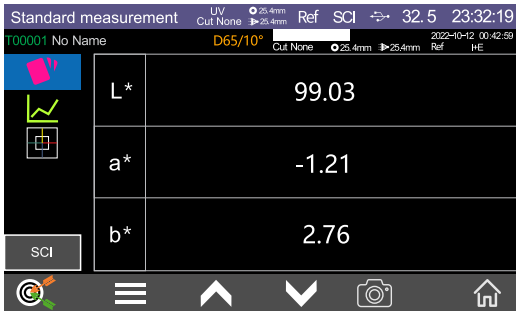 Standard measurement UV Cut None 25.4mm 25.4mm Ref SCI 32.5 23:32:19
T00001 No Name D65/10° Cut None 25.4mm 25.4mm 2022-10-12 00:42:59 Ref I+E
L* 99.03
a* -1.21
b* 2.76
SCI